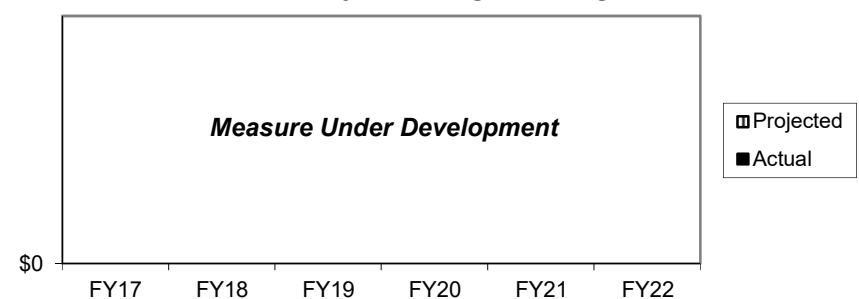 Measure Under Development
Projected
Actual
$0
FY17 FY18 FY19 FY20 FY21 FY22